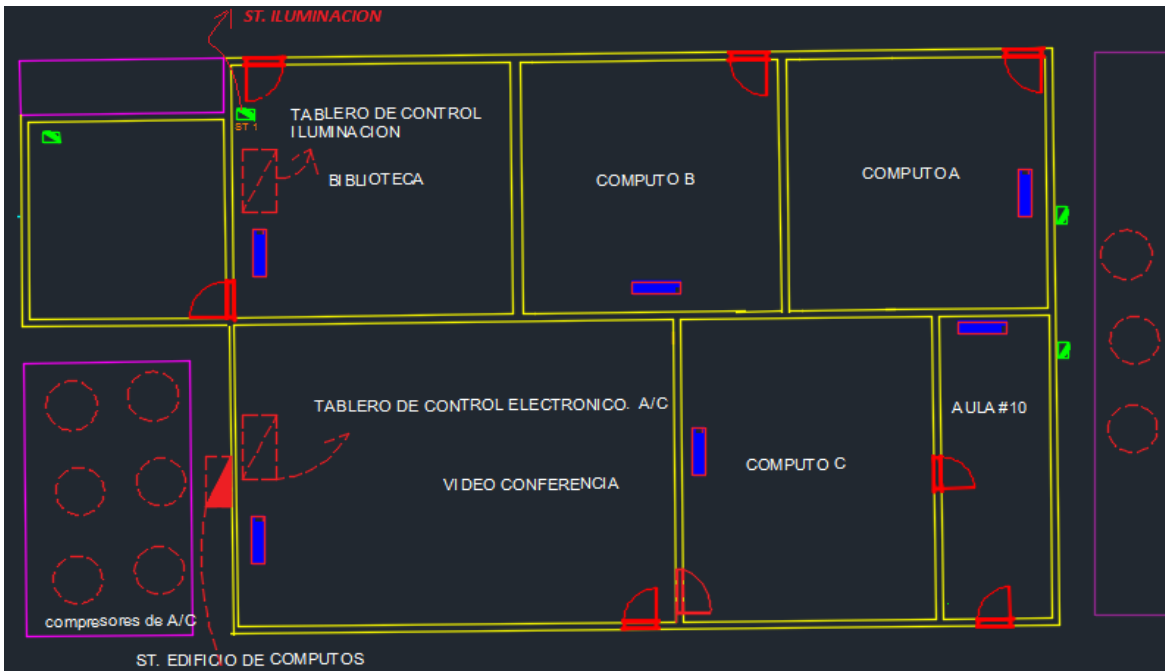 ST. ILUMINACION
TABLERO DE CONTROL
ILUMINACION
ST 1
BIBLIOTECA
COMPUTO B
COMPUTO A
TABLERO DE CONTROL ELECTRONICO. A/C
AULA #10
VIDEO CONFERENCIA
COMPUTO C
compresores de A/C
ST. EDIFICIO DE COMPUTOS